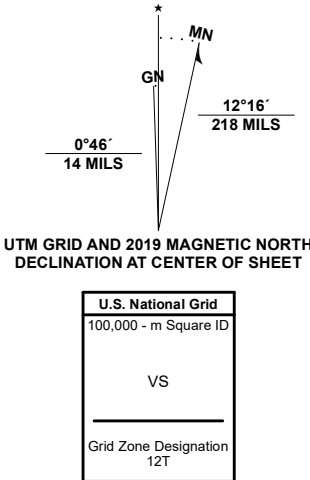 ★
MN
GN
12°16´
218 MILS
0°46´
14 MILS
UTM GRID AND 2019 MAGNETIC NORTH
DECLINATION AT CENTER OF SHEET
U.S. National Grid
100,000 - m Square ID
VS
Grid Zone Designation
12T